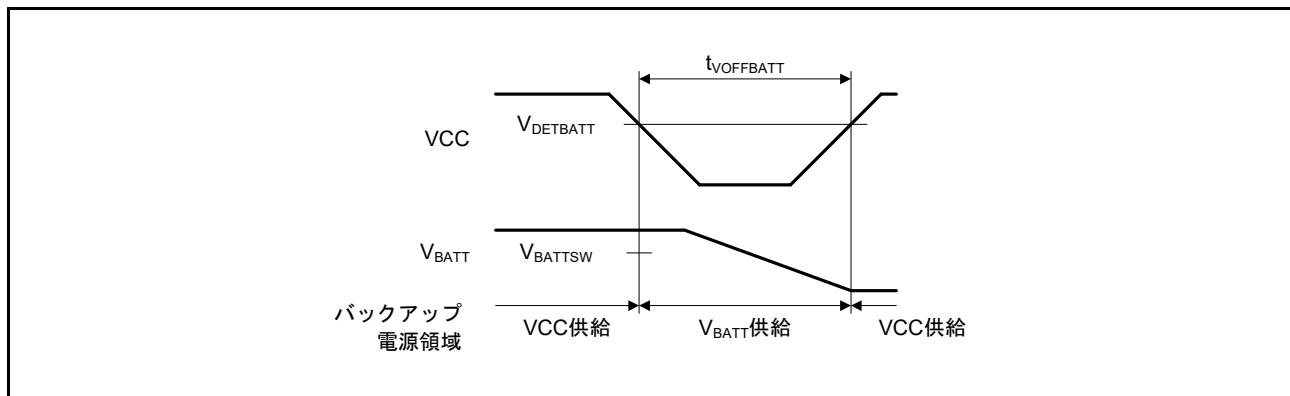 tVOFFBATT
VCC
VDETBATT
VBATT
VBATTSW
バックアップ
電源領域
VCC供給
VBATT供給
VCC供給